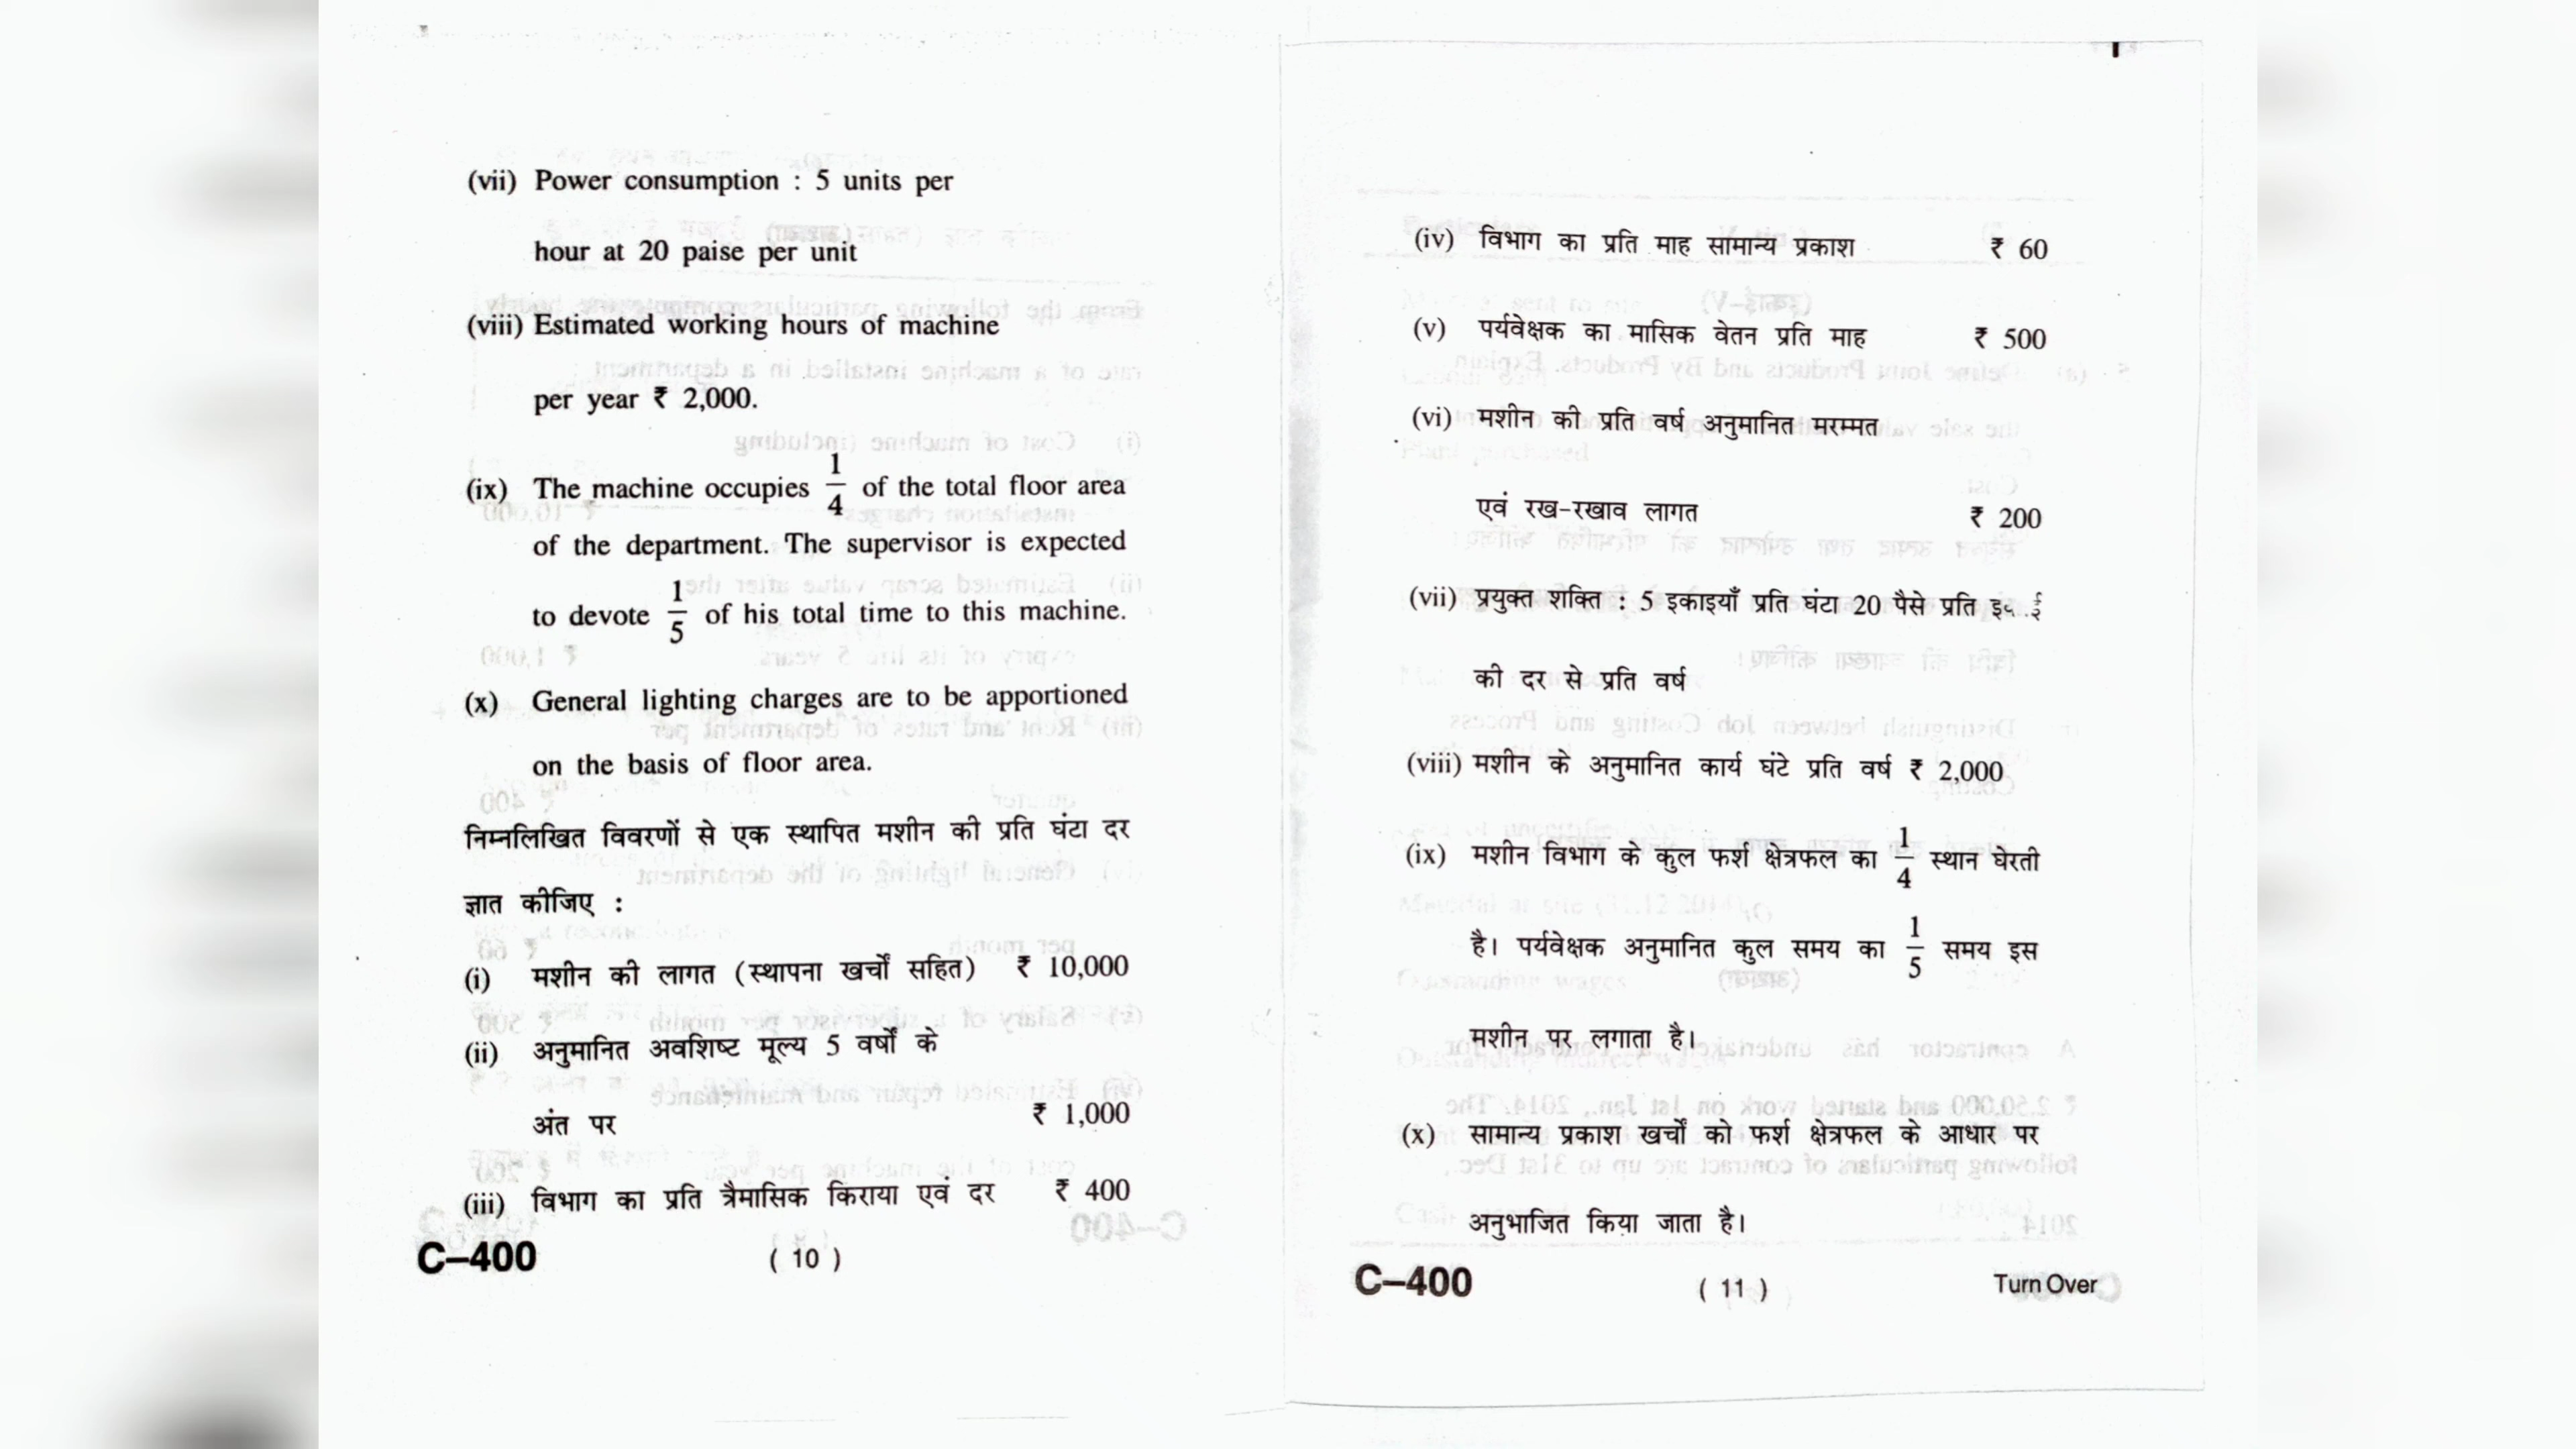 (vii) Power consumption : 5 units per
hour at 20 paise per unit
(viii) Estimated working hours of machine
per year ₹ 2,000.
(ix) The machine occupies 1/4 of the total floor area
of the department. The supervisor is expected
to devote 1/5 of his total time to this machine.
(x) General lighting charges are to be apportioned
on the basis of floor area.
निम्नलिखित विवरणों से एक स्थापित मशीन की प्रति घंटा दर
ज्ञात कीजिए :
(i) मशीन की लागत (स्थापना खर्चों सहित) ₹ 10,000
(ii) अनुमानित अवशिष्ट मूल्य 5 वर्षों के
अंत पर ₹ 1,000
(iii) विभाग का प्रति त्रैमासिक किराया एवं दर ₹ 400
C–400 ( 10 )
(iv) विभाग का प्रति माह सामान्य प्रकाश ₹ 60
(v) पर्यवेक्षक का मासिक वेतन प्रति माह ₹ 500
(vi) मशीन की प्रति वर्ष अनुमानित मरम्मत
एवं रख-रखाव लागत ₹ 200
(vii) प्रयुक्त शक्ति : 5 इकाइयाँ प्रति घंटा 20 पैसे प्रति
की दर से प्रति वर्ष
(viii) मशीन के अनुमानित कार्य घंटे प्रति वर्ष ₹ 2,000
(ix) मशीन विभाग के कुल फर्श क्षेत्रफल का 1/4 स्थान घेरती
है। पर्यवेक्षक अनुमानित कुल समय का 1/5 समय इस
मशीन पर लगाता है।
(x) सामान्य प्रकाश खर्चों को फर्श क्षेत्रफल के आधार पर
अनुभाजित किया जाता है।
C–400 ( 11 ) Turn Over